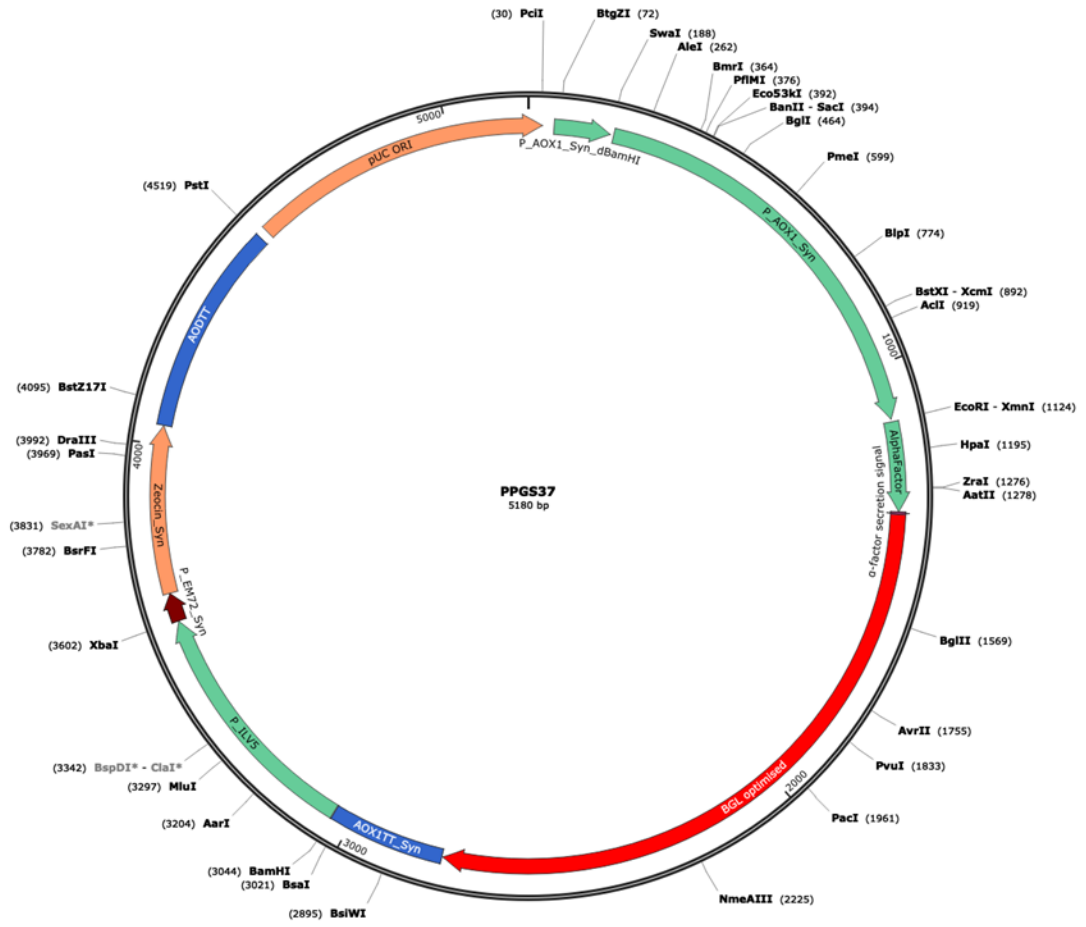 (30) PciI
BtgZI (72)
SwaI (188)
AleI (262)
BmrI (364)
PflMI (376)
Eco53kI (392)
BanII - SacI (394)
BglI (464)
PmeI (599)
BlpI (774)
BstXI - XcmI (892)
AclI (919)
EcoRI - XmnI (1124)
HpaI (1195)
ZraI (1276)
AatII (1278)
BglII (1569)
AvrII (1755)
PvuI (1833)
PacI (1961)
NmeAIII (2225)
(2895) BsiWI
(3021) BsaI
(3044) BamHI
(3204) AarI
(3297) MluI
(3342) BspDI* - ClaI*
(3602) XbaI
(3782) BsrFI
(3831) SexAI*
(3969) PasI
(3992) DraIII
(4095) BstZ17I
(4519) PstI
5000
1000
2000
3000
4000
pUC ORI
P_AOX1_Syn_dBamHI
P_AOX1_Syn
AlphaFactor
α-factor secretion signal
BGL optimised
AOX1TT_Syn
P_ILV5
P_EM72_Syn
Zeocin_Syn
AODTT
PPGS37
5180 bp